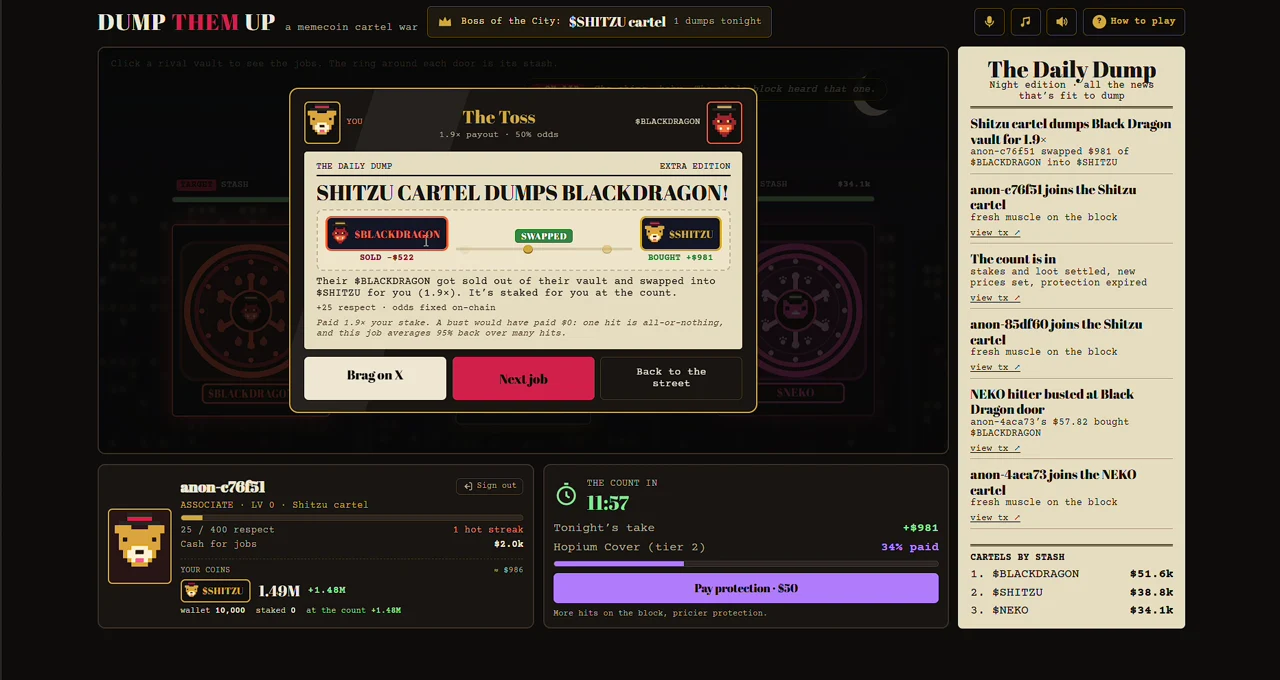 DUMP THEM UP
a memecoin cartel war
Boss of the City: $SHITZU cartel 1 dumps tonight
How to play
Click a rival vault to see the jobs. The ring around each door is its stash.
block heard that one.
YOU
The Toss
1.9× payout · 50% odds
$BLACKDRAGON
THE DAILY DUMP
EXTRA EDITION
SHITZU CARTEL DUMPS BLACKDRAGON!
$BLACKDRAGON
SOLD −$522
SWAPPED
$SHITZU
BOUGHT +$981
Their $BLACKDRAGON got sold out of their vault and swapped into
$SHITZU for you (1.9×). It’s staked for you at the count.
+25 respect · odds fixed on-chain
Paid 1.9× your stake. A bust would have paid $0: one hit is all-or-nothing,
and this job averages 95% back over many hits.
Brag on X
Next job
Back to the
street
TARGET STASH
STASH
$34.1k
$BLACKDRAGON
$NEKO
anon-c76f51
Sign out
ASSOCIATE · LV 0 · Shitzu cartel
25 / 400 respect
1 hot streak
Cash for jobs
$2.0k
YOUR COINS
≈ $986
$SHITZU
1.49M +1.48M
wallet 10,000 staked 0 at the count +1.48M
THE COUNT IN
11:57
Tonight’s take
+$981
Hopium Cover (tier 2)
34% paid
Pay protection · $50
More hits on the block, pricier protection.
The Daily Dump
Night edition · all the news
that’s fit to dump
Shitzu cartel dumps Black Dragon
vault for 1.9×
anon-c76f51 swapped $981 of
$BLACKDRAGON into $SHITZU
anon-c76f51 joins the Shitzu
cartel
fresh muscle on the block
view tx ↗
The count is in
stakes and loot settled, new
prices set, protection expired
view tx ↗
anon-85df60 joins the Shitzu
cartel
fresh muscle on the block
view tx ↗
NEKO hitter busted at Black
Dragon door
anon-4aca73’s $57.82 bought
$BLACKDRAGON
view tx ↗
anon-4aca73 joins the NEKO
cartel
fresh muscle on the block
view tx ↗
CARTELS BY STASH
1. $BLACKDRAGON
$51.6k
2. $SHITZU
$38.8k
3. $NEKO
$34.1k